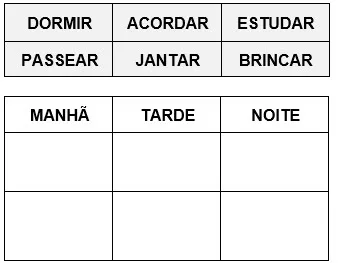 DORMIR ACORDAR ESTUDAR
PASSEAR JANTAR BRINCAR
MANHÃ TARDE NOITE